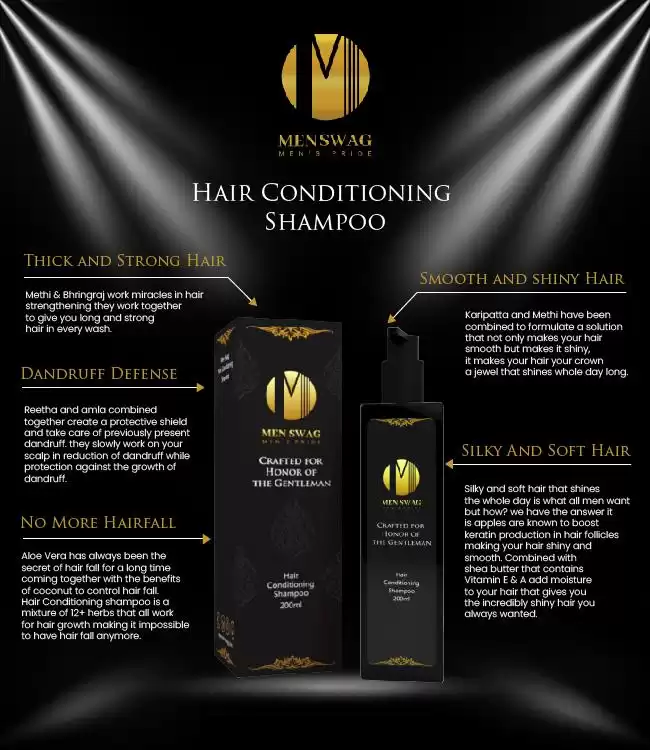 MENSWAG
MEN'S PRIDE
HAIR CONDITIONING
SHAMPOO
THICK AND STRONG HAIR
Methi & Bhringraj work miracles in hair
strengthening they work together
to give you long and strong
hair in every wash.
DANDRUFF DEFENSE
Reetha and amla combined
together create a protective shield
and take care of previously present
dandruff. they slowly work on your
scalp in reduction of dandruff while
protection against the growth of
dandruff.
NO MORE HAIRFALL
Aloe Vera has always been the
secret of hair fall for a long time
coming together with the benefits
of coconut to control hair fall.
Hair Conditioning shampoo is a
mixture of 12+ herbs that all work
for hair growth making it impossible
to have hair fall anymore.
SMOOTH AND SHINY HAIR
Karipatta and Methi have been
combined to formulate a solution
that not only makes your hair
smooth but makes it shiny,
it makes your hair your crown
a jewel that shines whole day long.
SILKY AND SOFT HAIR
Silky and soft hair that shines
the whole day is what all men want
but how? we have the answer it
is apples are known to boost
keratin production in hair follicles
making your hair shiny and
smooth. Combined with
shea butter that contains
Vitamin E & A add moisture
to your hair that gives you
the incredibly shiny hair you
always wanted.
MEN SWAG
MEN'S PRIDE
CRAFTED FOR
HONOR OF
THE GENTLEMAN
Hair
Conditioning
Shampoo
200ml
MEN SWAG
CRAFTED FOR
HONOR OF
THE GENTLEMAN
Hair
Conditioning
Shampoo
200ml